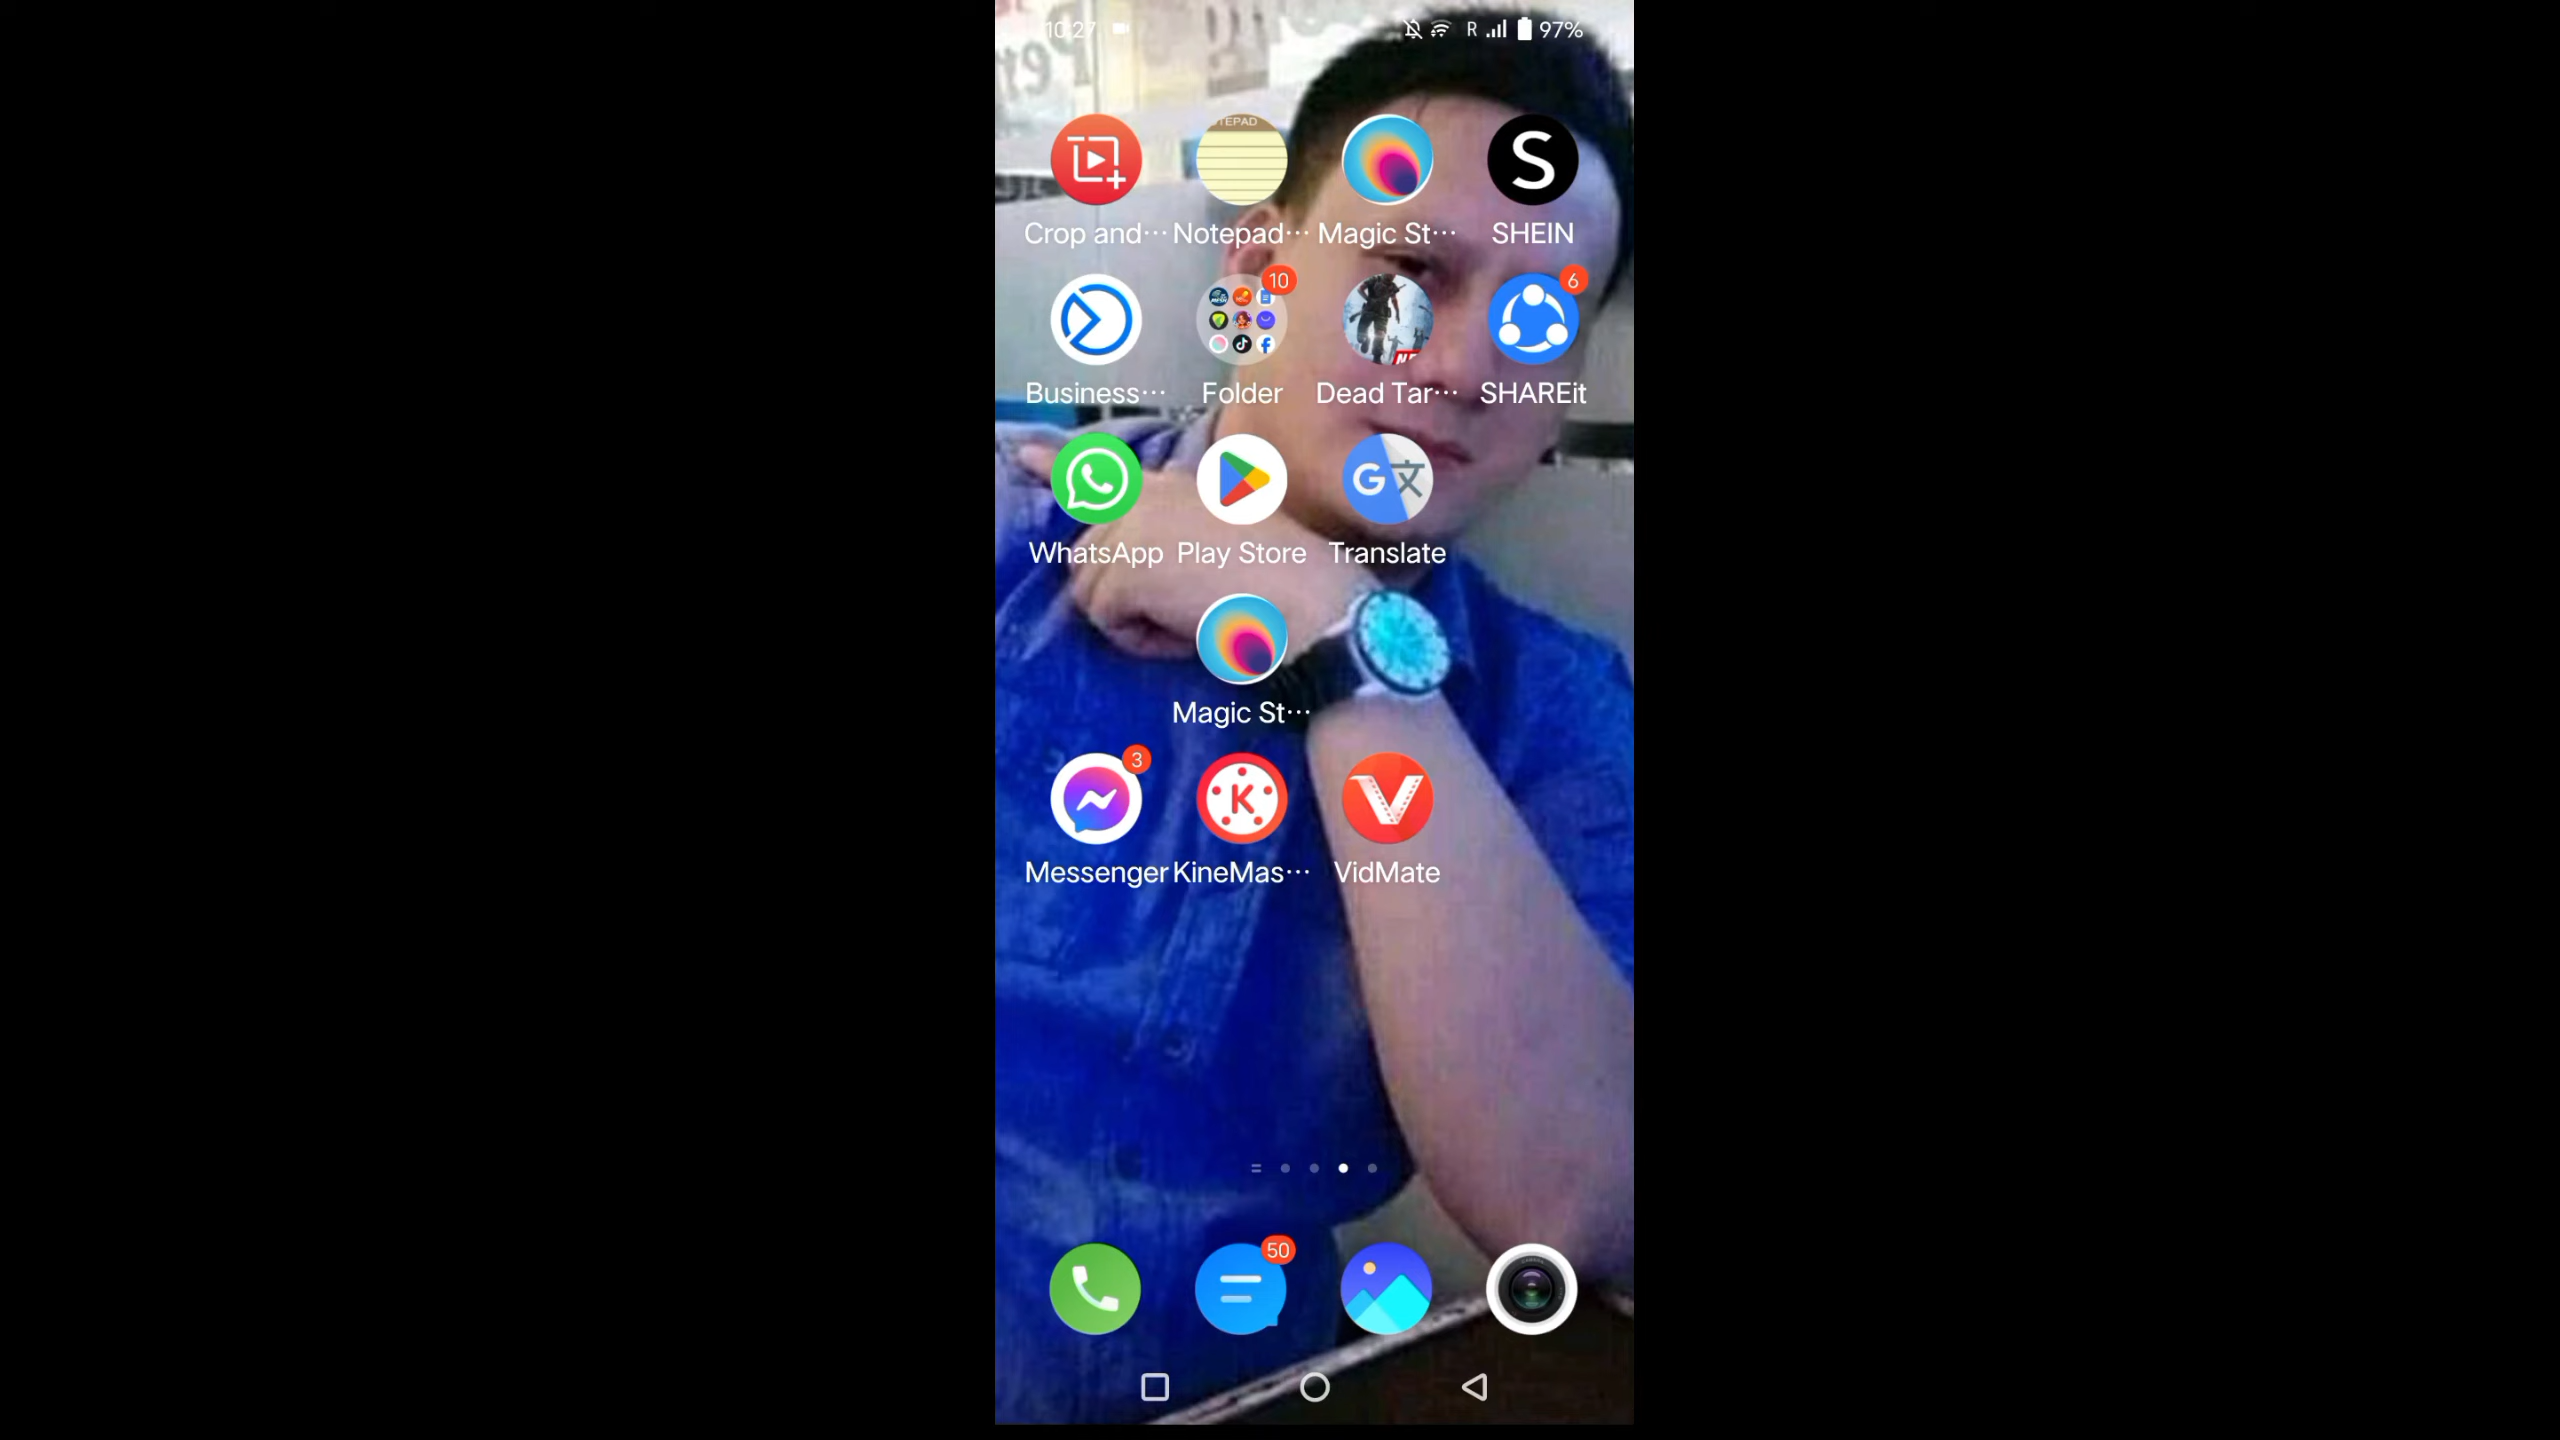 10:27 R 97%
NOTEPAD
Crop and··· Notepad··· Magic St··· SHEIN
10 6
Business··· Folder Dead Tar··· SHAREit
WhatsApp Play Store Translate
Magic St···
3
Messenger KineMas··· VidMate
50